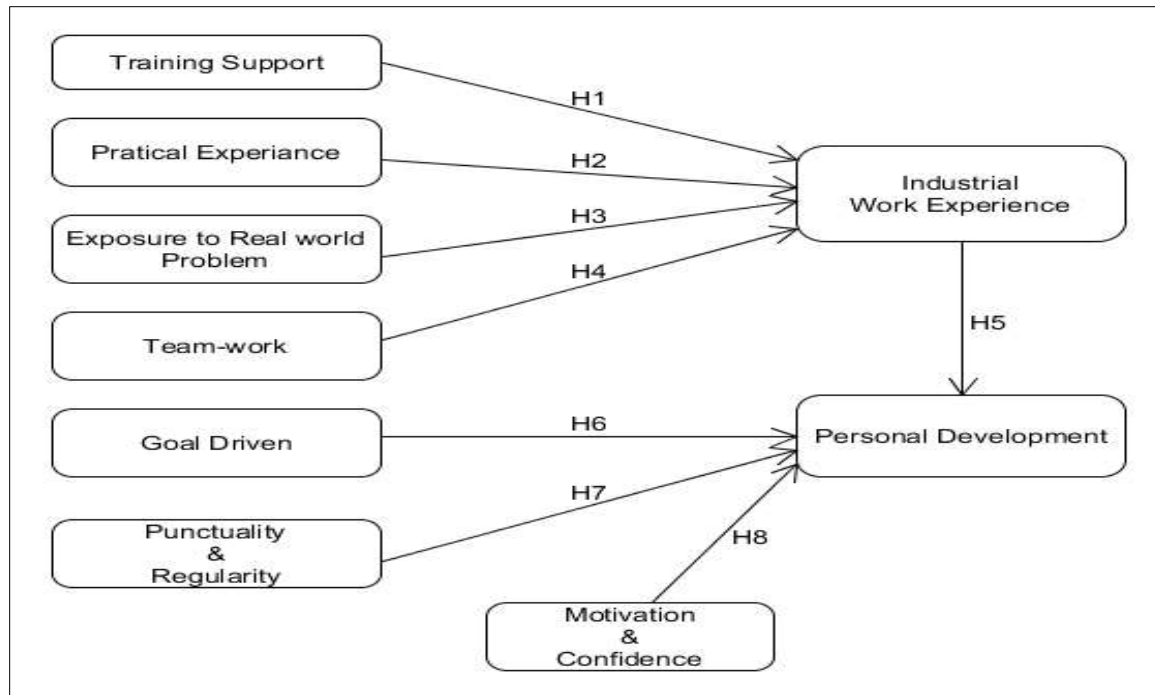 Training Support
H1
Pratical Experiance
H2
Industrial
Work Experience
Exposure to Real world
Problem
H3
H4
Team-work
H5
Goal Driven
H6
Personal Development
H7
Punctuality
&
Regularity
H8
Motivation
&
Confidence